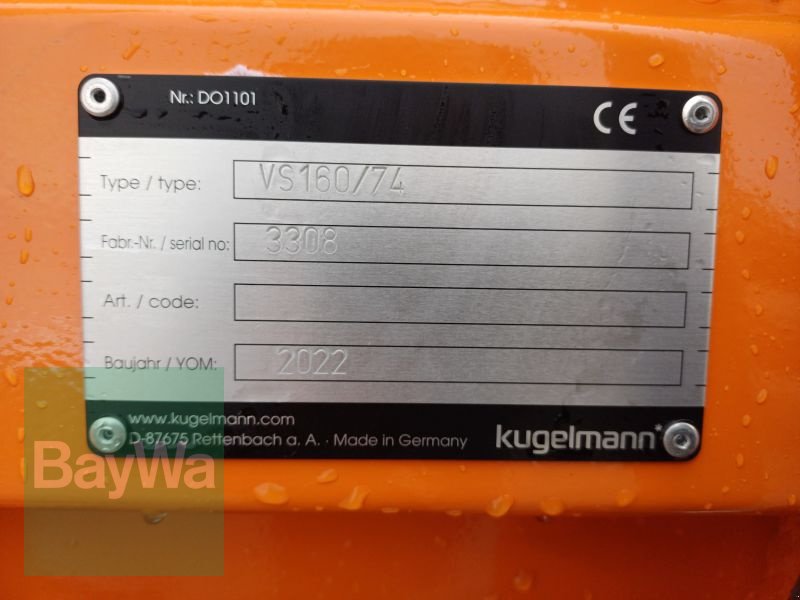 Nr.: DO1101 CE
Type / type: VS160/74
Fabr.-Nr. / serial no: 3308
Art. / code:
Baujahr / YOM: 2022
www.kugelmann.com
D-87675 Rettenbach a. A. · Made in Germany kugelmann*
BayWa